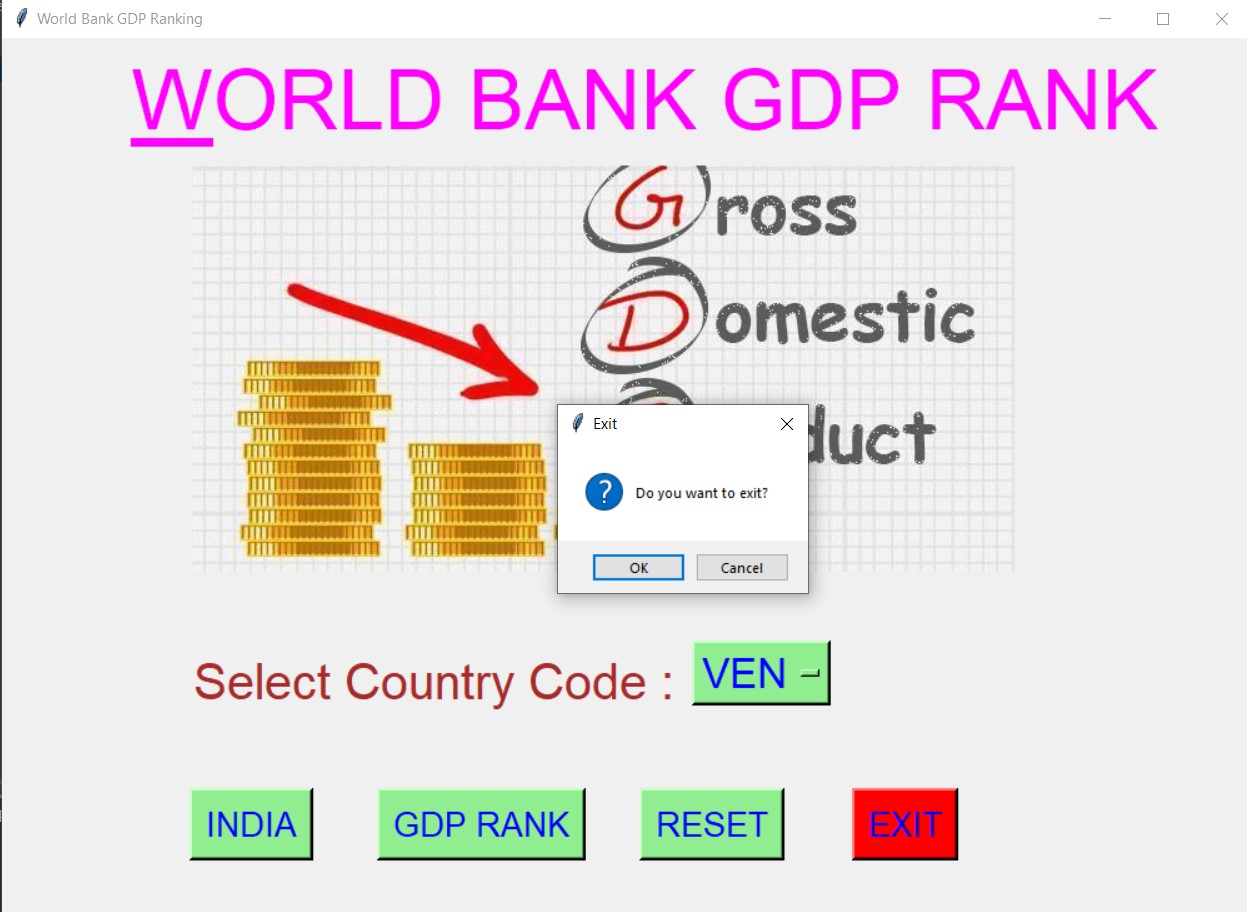 World Bank GDP Ranking
WORLD BANK GDP RANK
Gross
Domestic
duct
Exit
Do you want to exit?
OK Cancel
Select Country Code : VEN
INDIA GDP RANK RESET EXIT